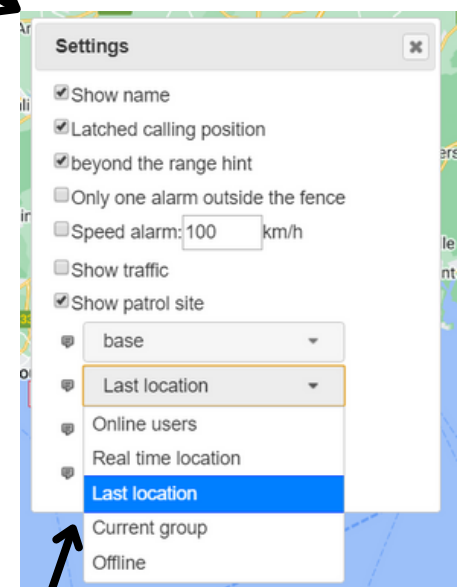 Settings
Show name
Latched calling position
beyond the range hint
Only one alarm outside the fence
Speed alarm: 100 km/h
Show traffic
Show patrol site
base
Last location
Online users
Real time location
Last location
Current group
Offline